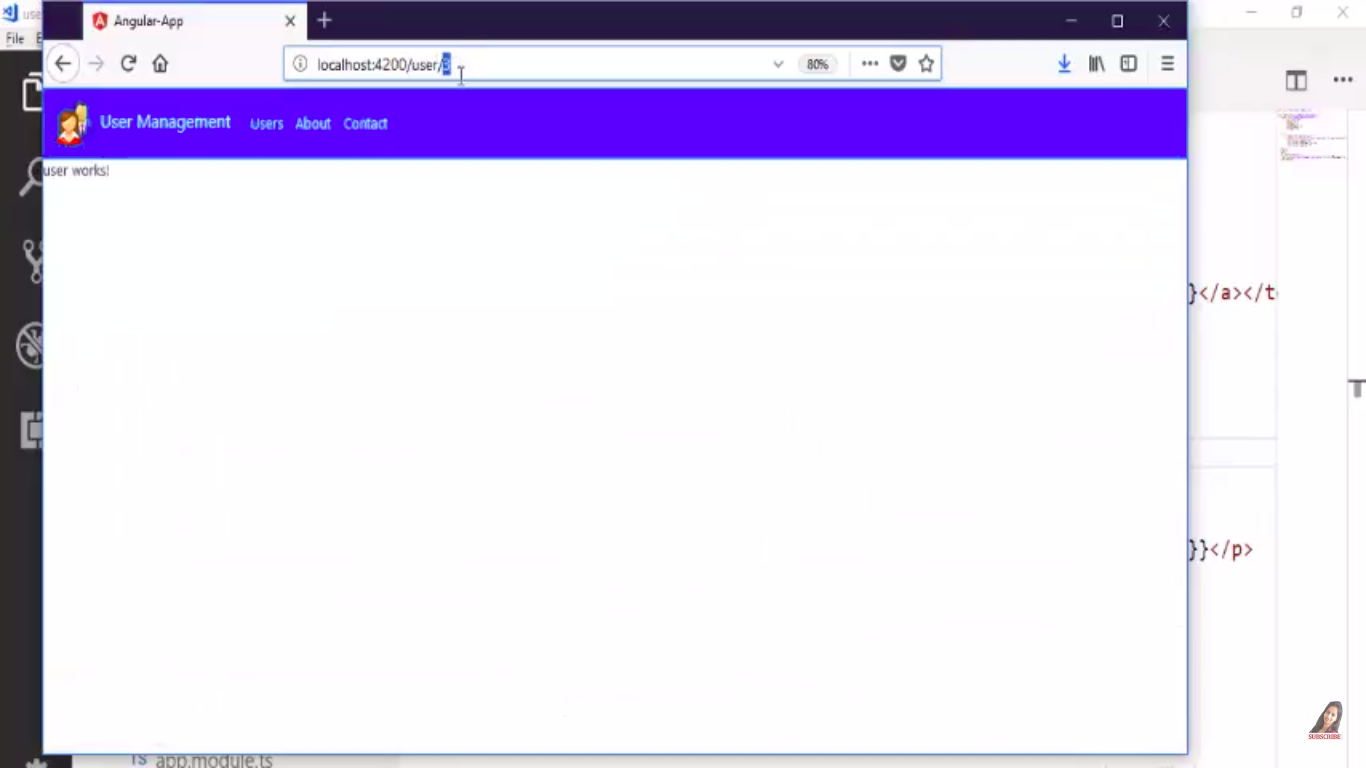 Angular-App
File
localhost:4200/user/3
80%
User Management
Users About Contact
user works!
}</a></t
}}</p>
TS app.module.ts
SUBSCRIBE